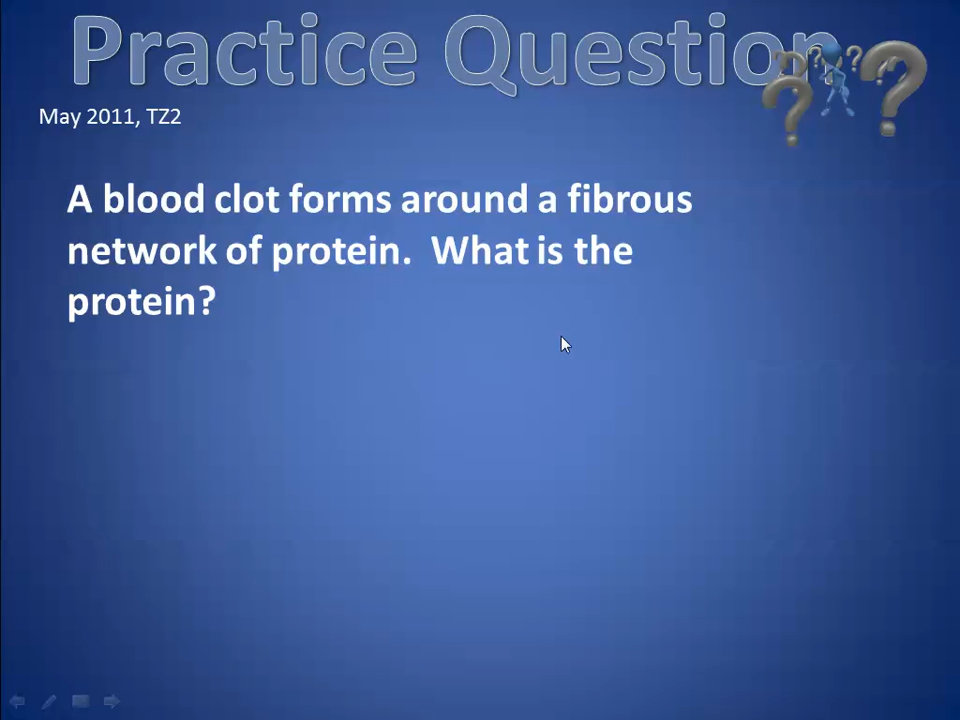 Practice Question
May 2011, TZ2
A blood clot forms around a fibrous
network of protein.  What is the
protein?